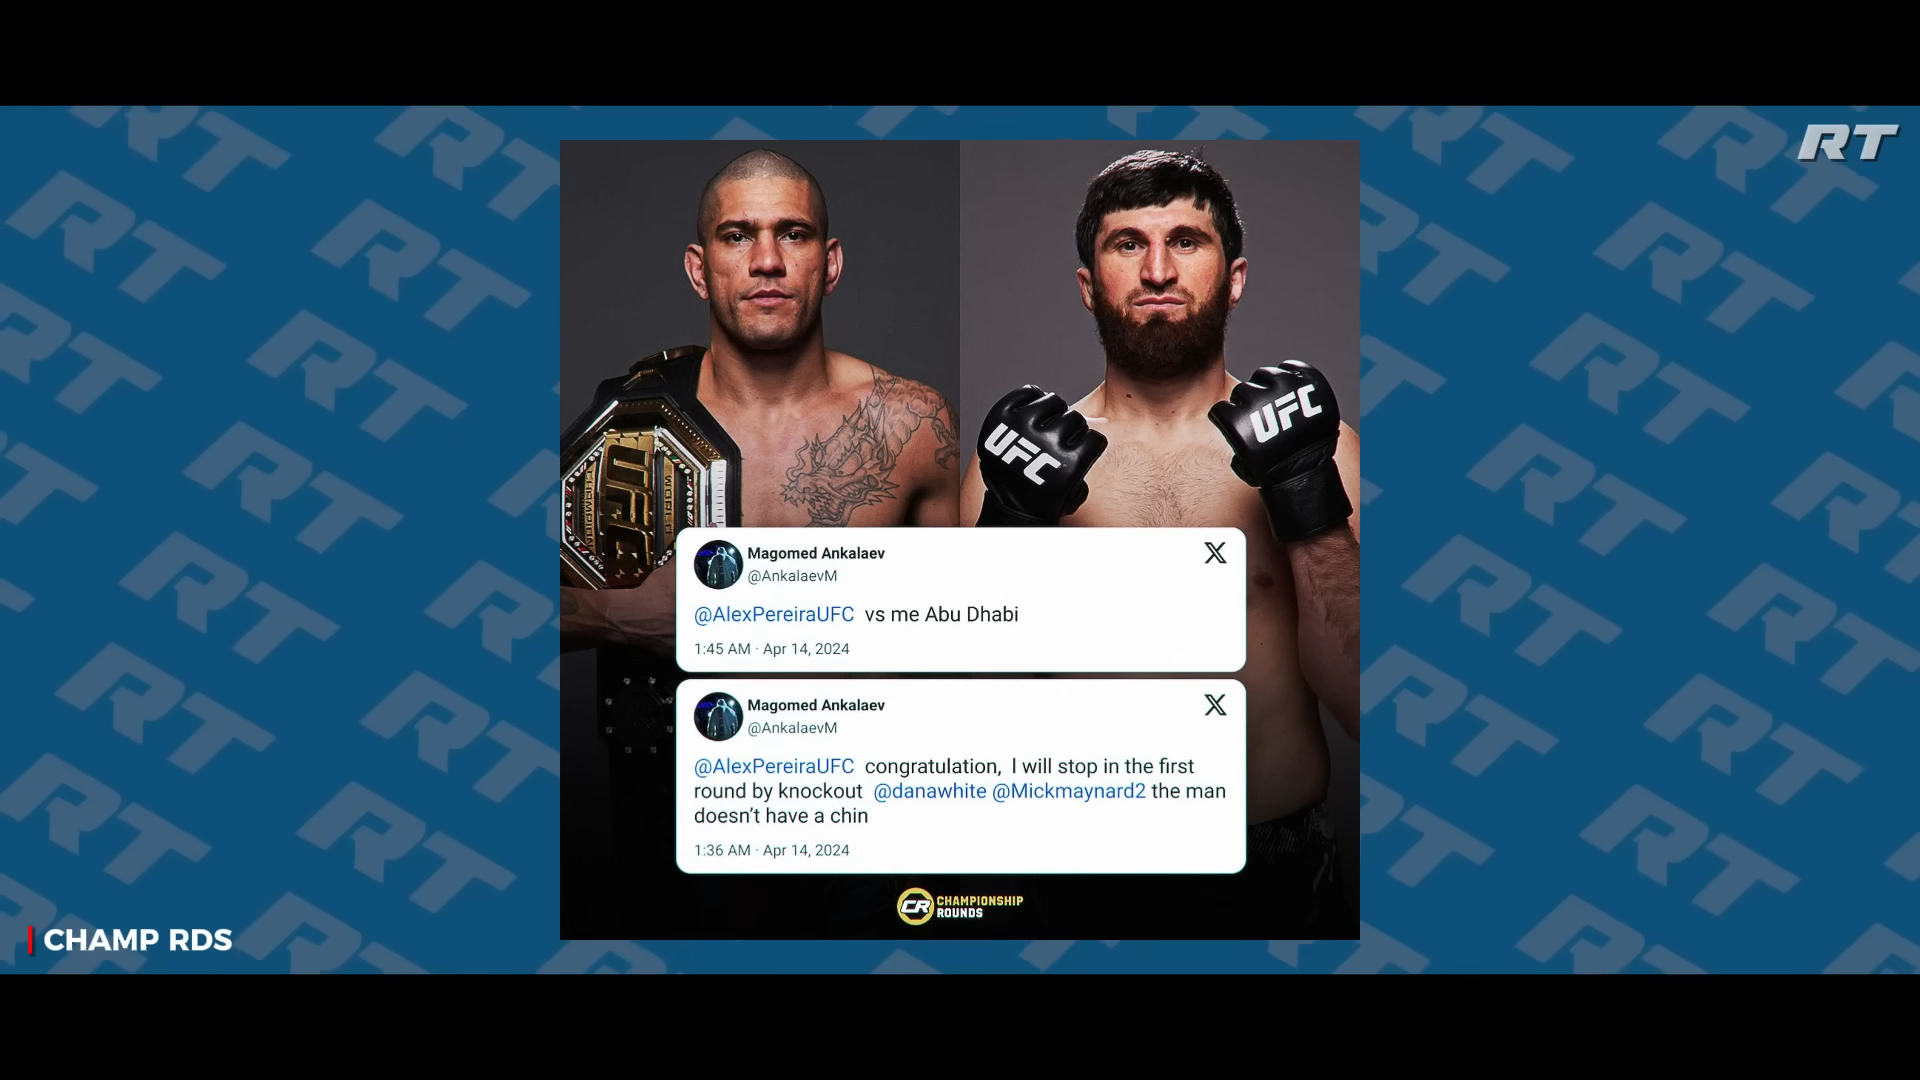 RT
UFC
UFC
UFC
Magomed Ankalaev
@AnkalaevM
@AlexPereiraUFC vs me Abu Dhabi
1:45 AM · Apr 14, 2024
Magomed Ankalaev
@AnkalaevM
@AlexPereiraUFC congratulation, I will stop in the first
round by knockout @danawhite @Mickmaynard2 the man
doesn't have a chin
1:36 AM · Apr 14, 2024
CR CHAMPIONSHIP
ROUNDS
CHAMP RDS